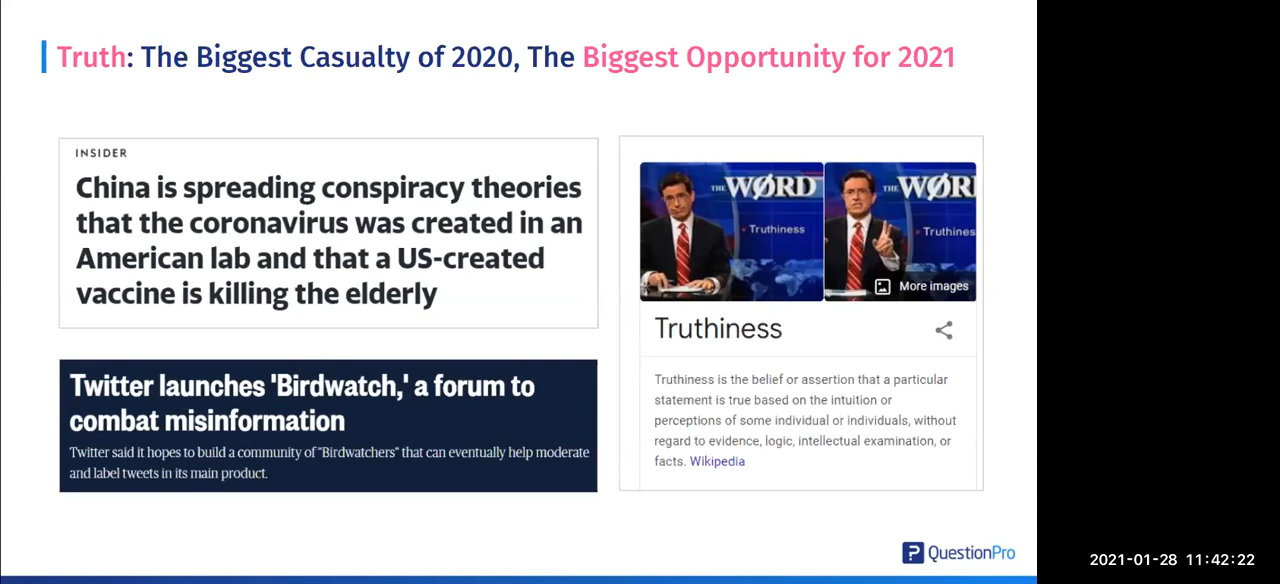 Truth: The Biggest Casualty of 2020, The Biggest Opportunity for 2021
INSIDER
China is spreading conspiracy theories
that the coronavirus was created in an
American lab and that a US-created
vaccine is killing the elderly
Twitter launches 'Birdwatch,' a forum to
combat misinformation
Twitter said it hopes to build a community of "Birdwatchers" that can eventually help moderate
and label tweets in its main product.
THE WØRD
• Truthiness
THE WØR
• Truthines
More images
Truthiness
Truthiness is the belief or assertion that a particular
statement is true based on the intuition or
perceptions of some individual or individuals, without
regard to evidence, logic, intellectual examination, or
facts. Wikipedia
QuestionPro
2021-01-28 11:42:22